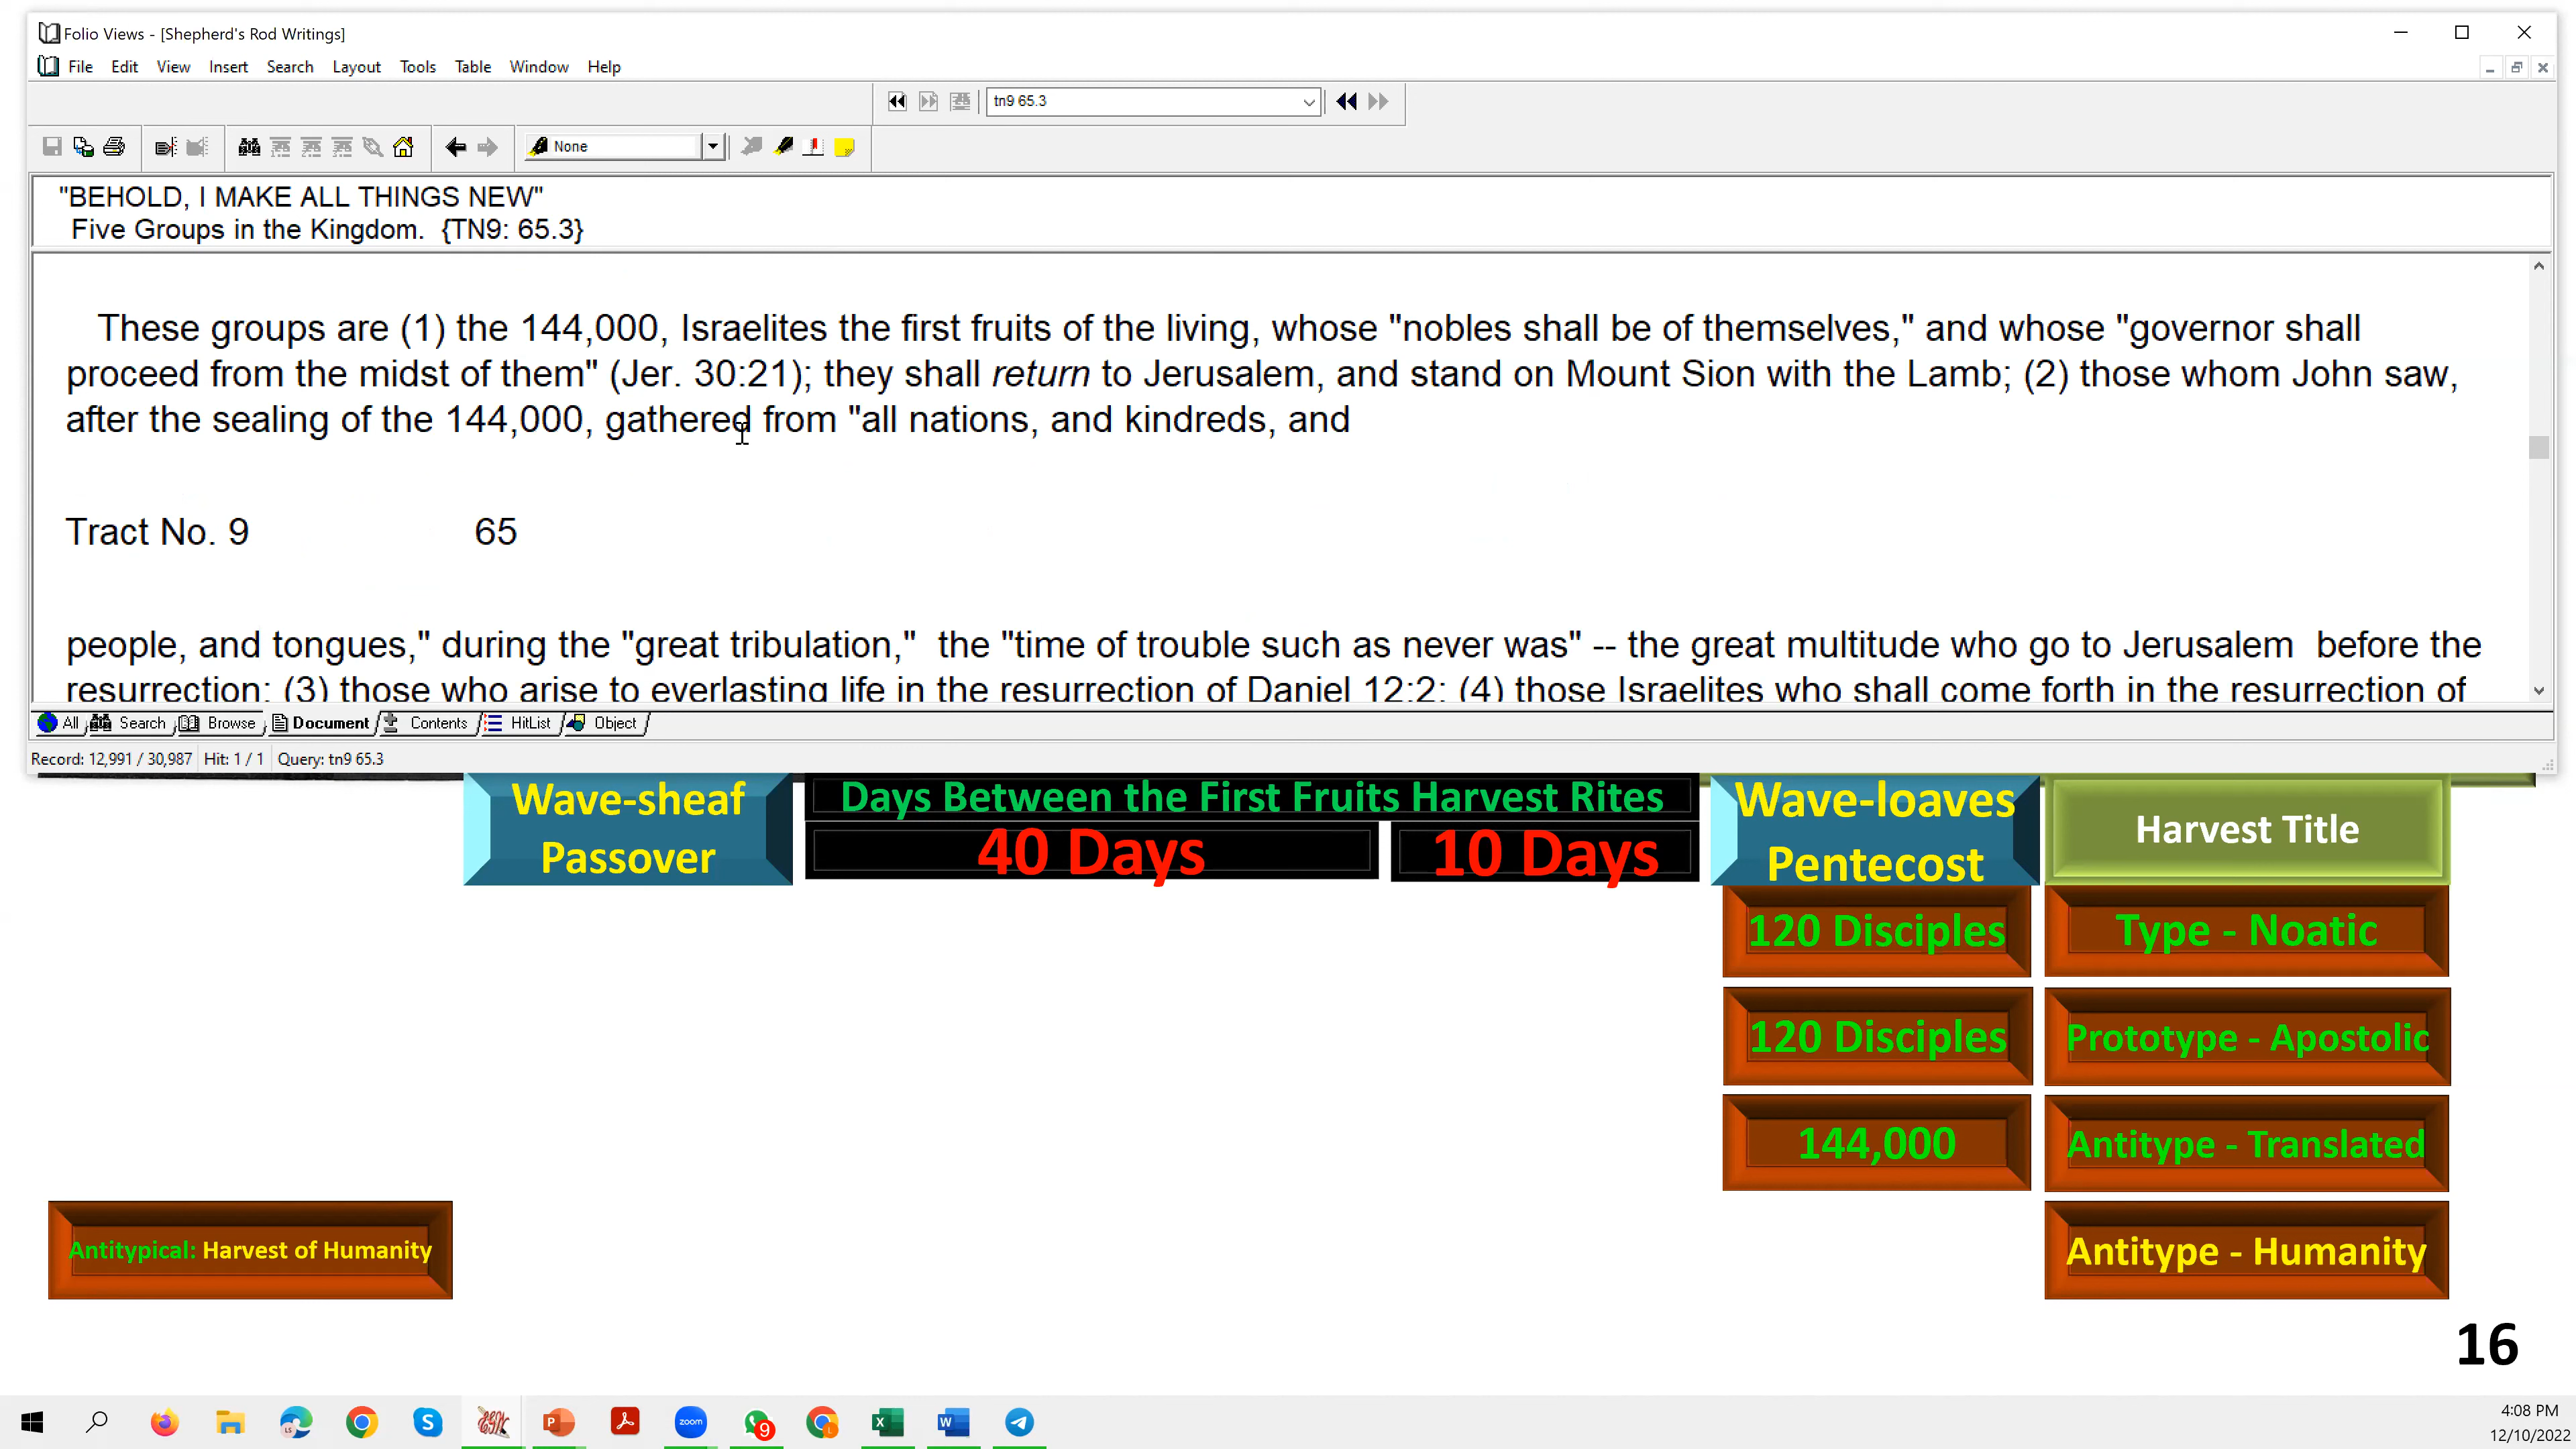 Folio Views - [Shepherd's Rod Writings]
File Edit View Insert Search Layout Tools Table Window Help
tn9 65.3
None
"BEHOLD, I MAKE ALL THINGS NEW"
Five Groups in the Kingdom. {TN9: 65.3}
These groups are (1) the 144,000, Israelites the first fruits of the living, whose "nobles shall be of themselves," and whose "governor shall
proceed from the midst of them" (Jer. 30:21); they shall return to Jerusalem, and stand on Mount Sion with the Lamb; (2) those whom John saw,
after the sealing of the 144,000, gathered from "all nations, and kindreds, and
Tract No. 9 65
people, and tongues," during the "great tribulation," the "time of trouble such as never was" -- the great multitude who go to Jerusalem before the
resurrection; (3) those who arise to everlasting life in the resurrection of Daniel 12:2; (4) those Israelites who shall come forth in the resurrection of
All Search Browse Document Contents HitList Object
Record: 12,991 / 30,987 Hit: 1 / 1 Query: tn9 65.3
Wave-sheaf
Passover
Days Between the First Fruits Harvest Rites
40 Days
10 Days
Wave-loaves
Pentecost
Harvest Title
120 Disciples
Type - Noatic
120 Disciples
Prototype - Apostolic
144,000
Antitype - Translated
Antitypical: Harvest of Humanity
Antitype - Humanity
16
LS
S
P
zoom
9
L
X
W
4:08 PM
12/10/2022